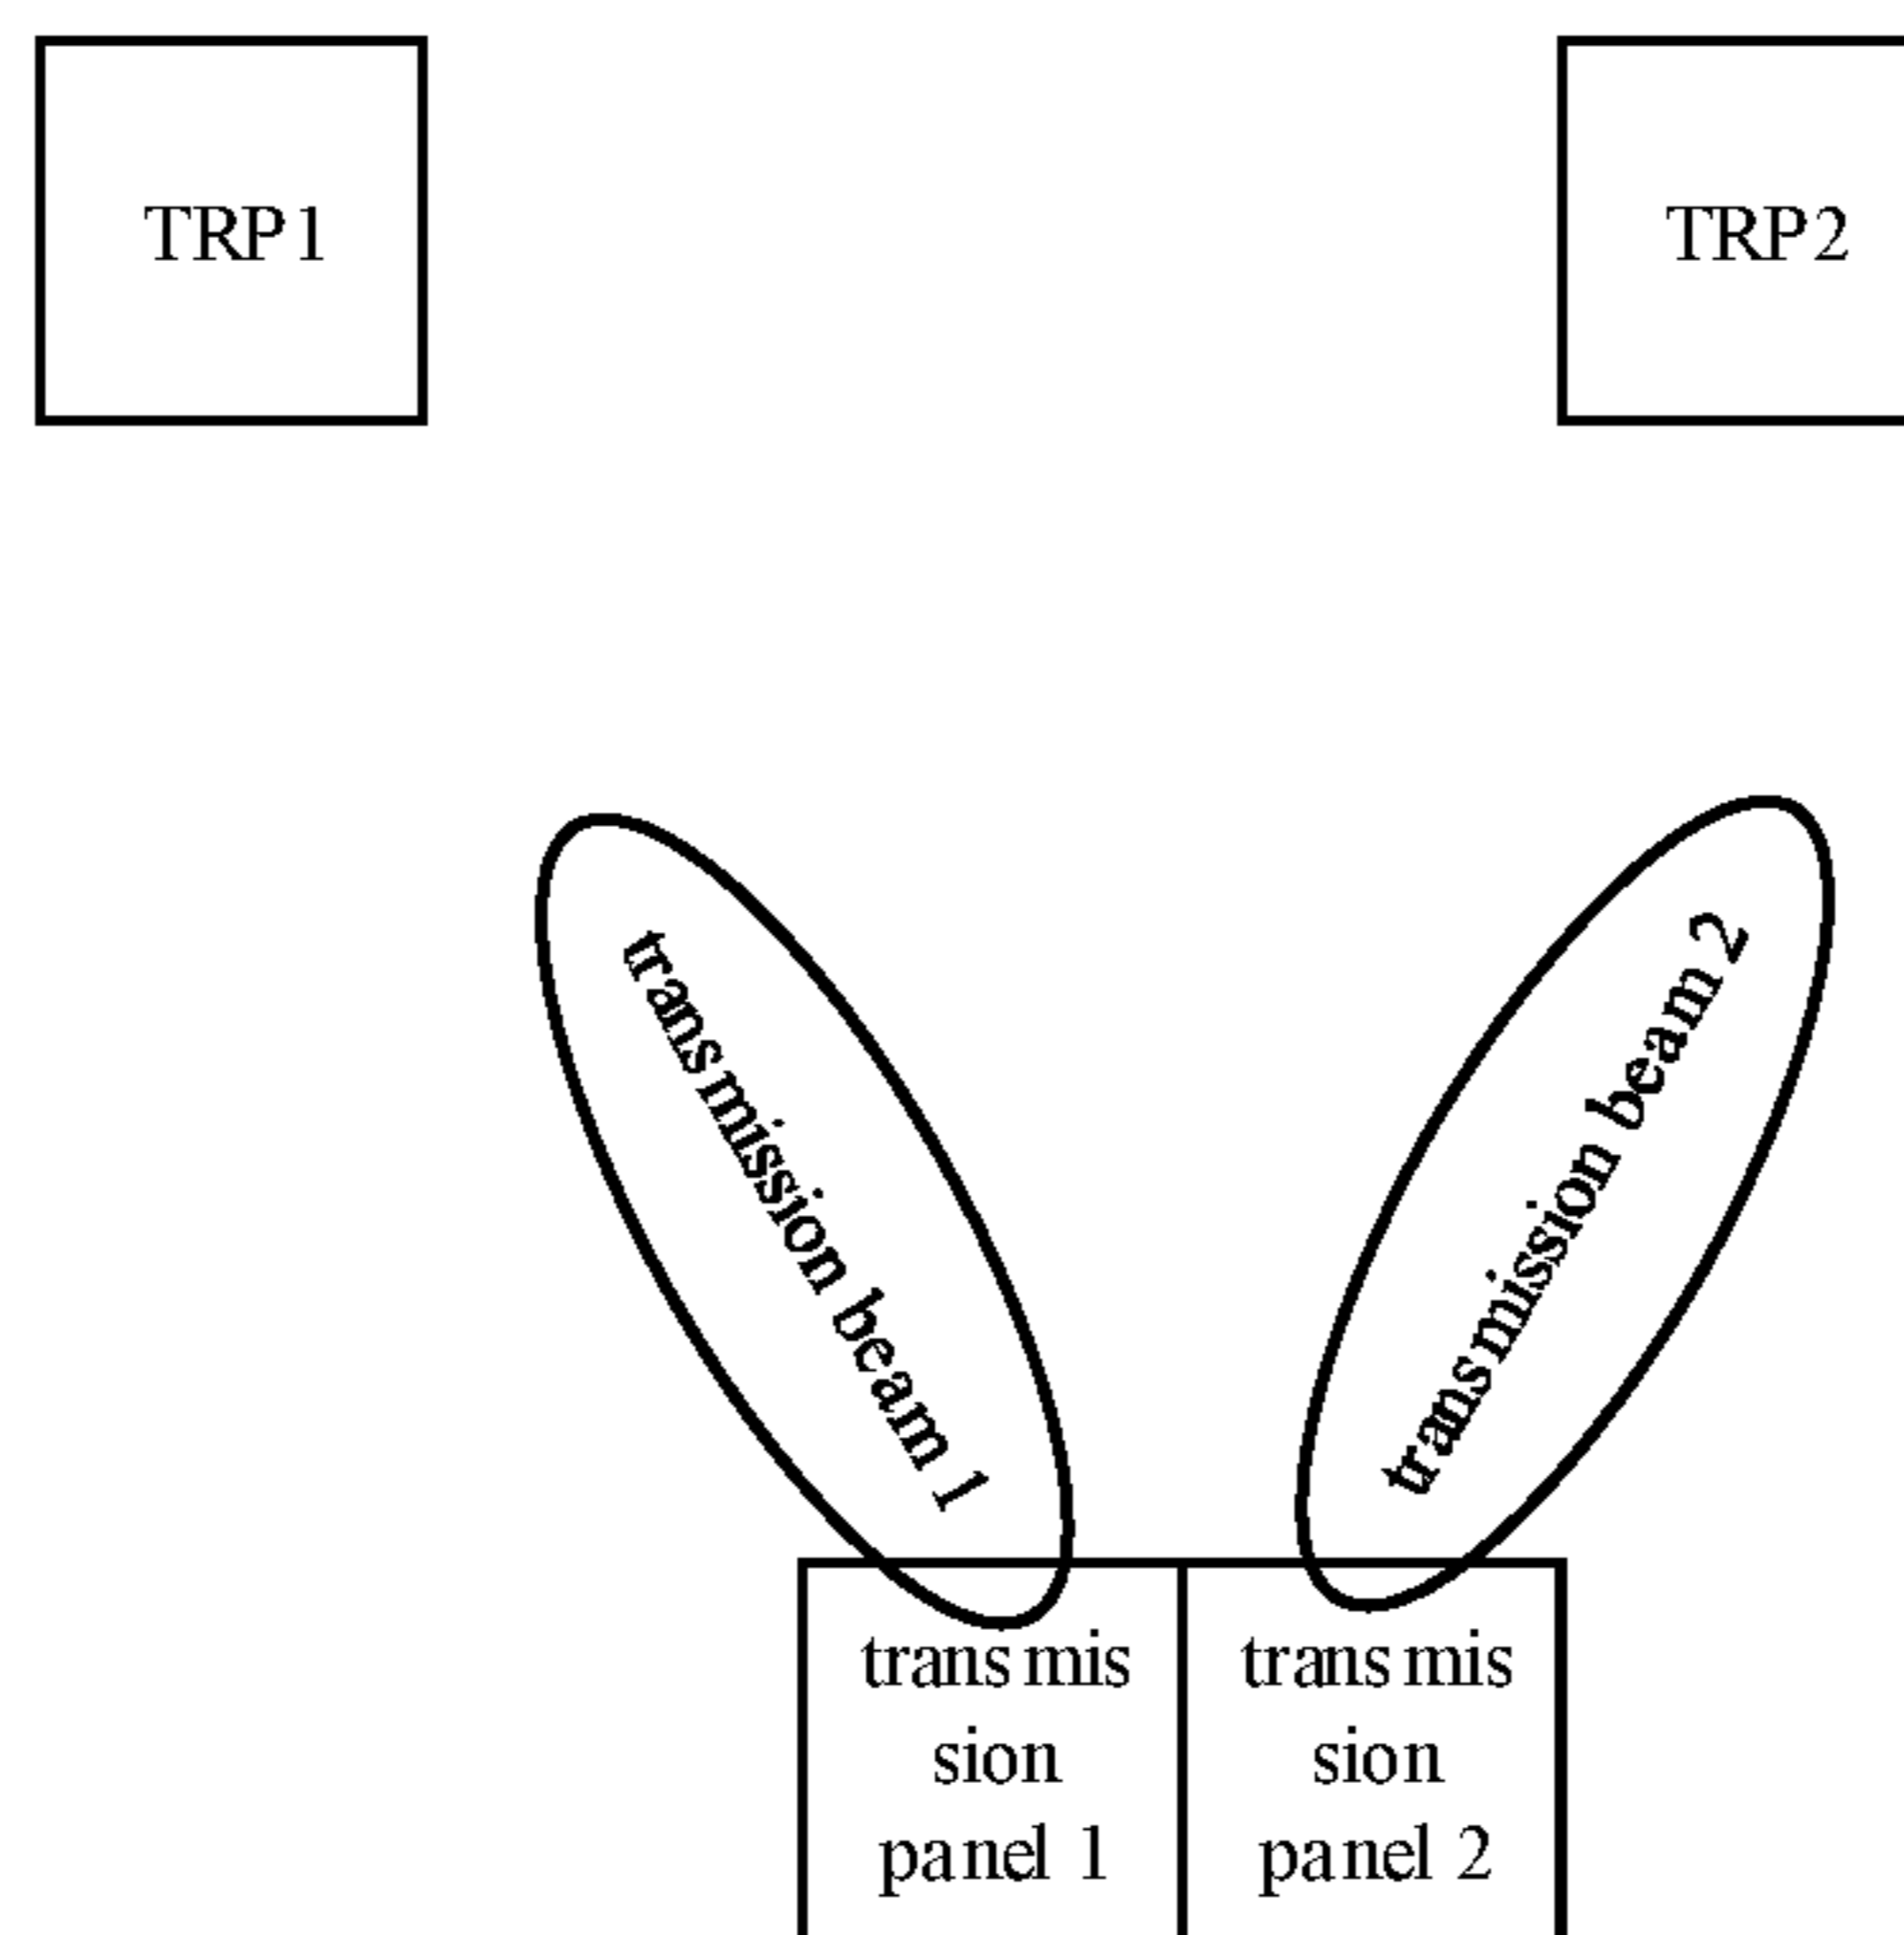 TRP1
TRP2
transmission beam 1
transmission beam 2
transmis
sion
panel 1
transmis
sion
panel 2